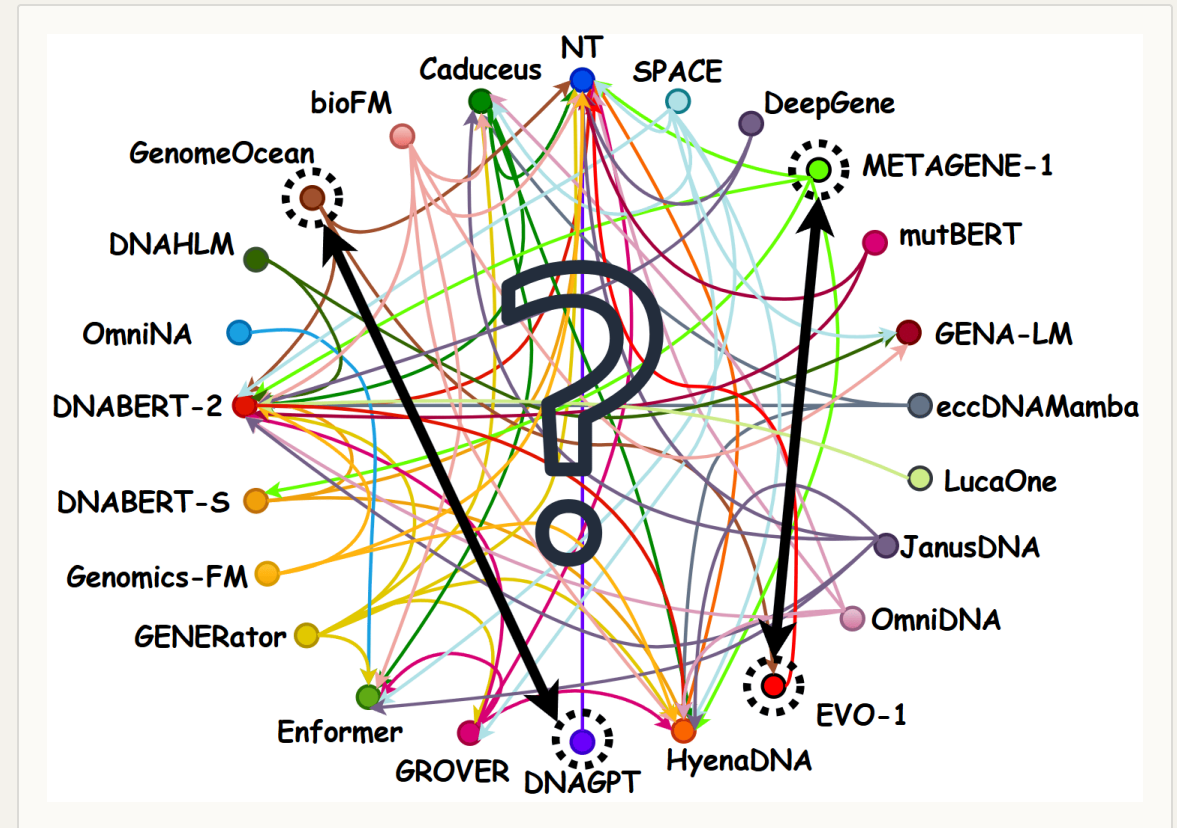 NT
Caduceus
SPACE
bioFM
DeepGene
GenomeOcean
METAGENE-1
DNAHLM
mutBERT
OmniNA
GENA-LM
DNABERT-2
eccDNAMamba
?
DNABERT-S
LucaOne
JanusDNA
Genomics-FM
OmniDNA
GENERator
EVO-1
Enformer
HyenaDNA
GROVER
DNAGPT